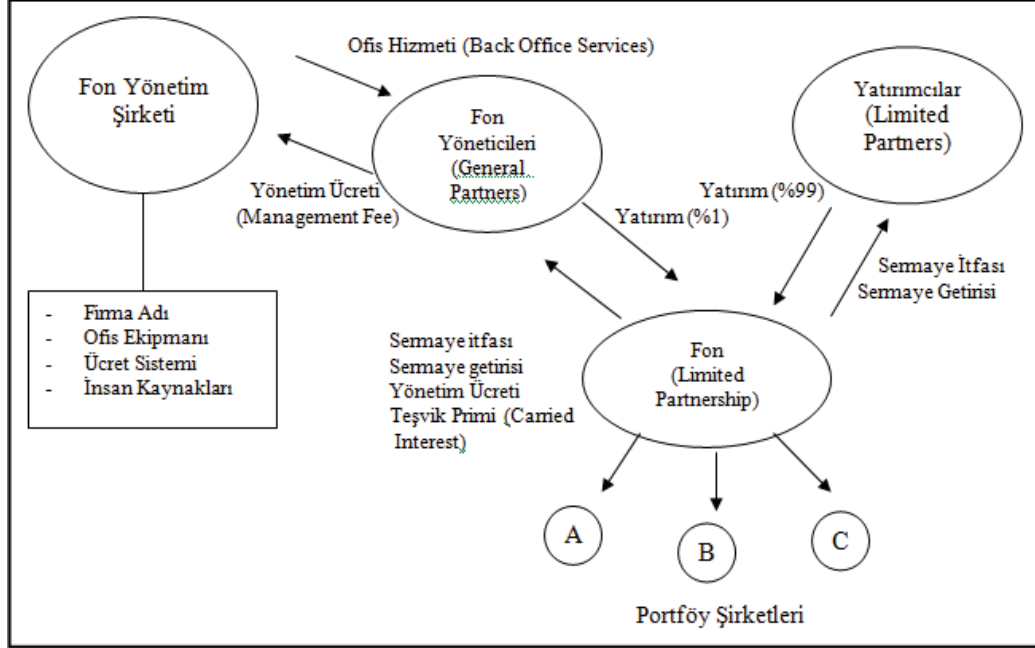 Ofis Hizmeti (Back Office Services)
Fon Yönetim
Şirketi
Fon
Yöneticileri
(General
Partners)
Yatırımcılar
(Limited
Partners)
Yönetim Ücreti
(Management Fee)
Yatırım (%1)
Yatırım (%99)
Sermaye İtfası
Sermaye Getirisi
- Firma Adı
- Ofis Ekipmanı
- Ücret Sistemi
- İnsan Kaynakları
Sermaye itfası
Sermaye getirisi
Yönetim Ücreti
Teşvik Primi (Carried
Interest)
Fon
(Limited
Partnership)
A
B
C
Portföy Şirketleri